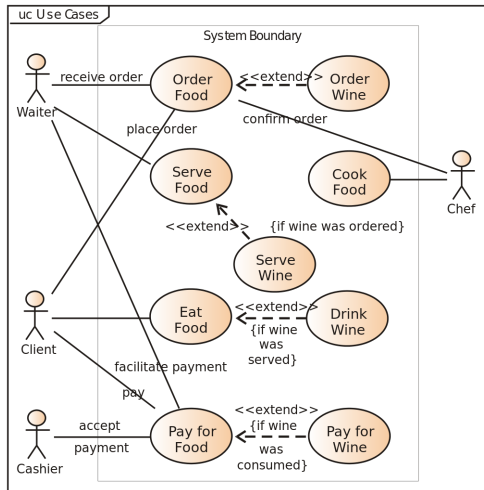 uc Use Cases
System Boundary
receive order
Order
Food
<<extend>>
Order
Wine
Waiter
place order
confirm order
Serve
Food
Cook
Food
Chef
<<extend>>
{if wine was ordered}
Serve
Wine
Client
Eat
Food
<<extend>>
{if wine
was
served}
Drink
Wine
facilitate payment
pay
Cashier
accept
payment
Pay for
Food
<<extend>>
{if wine
was
consumed}
Pay for
Wine